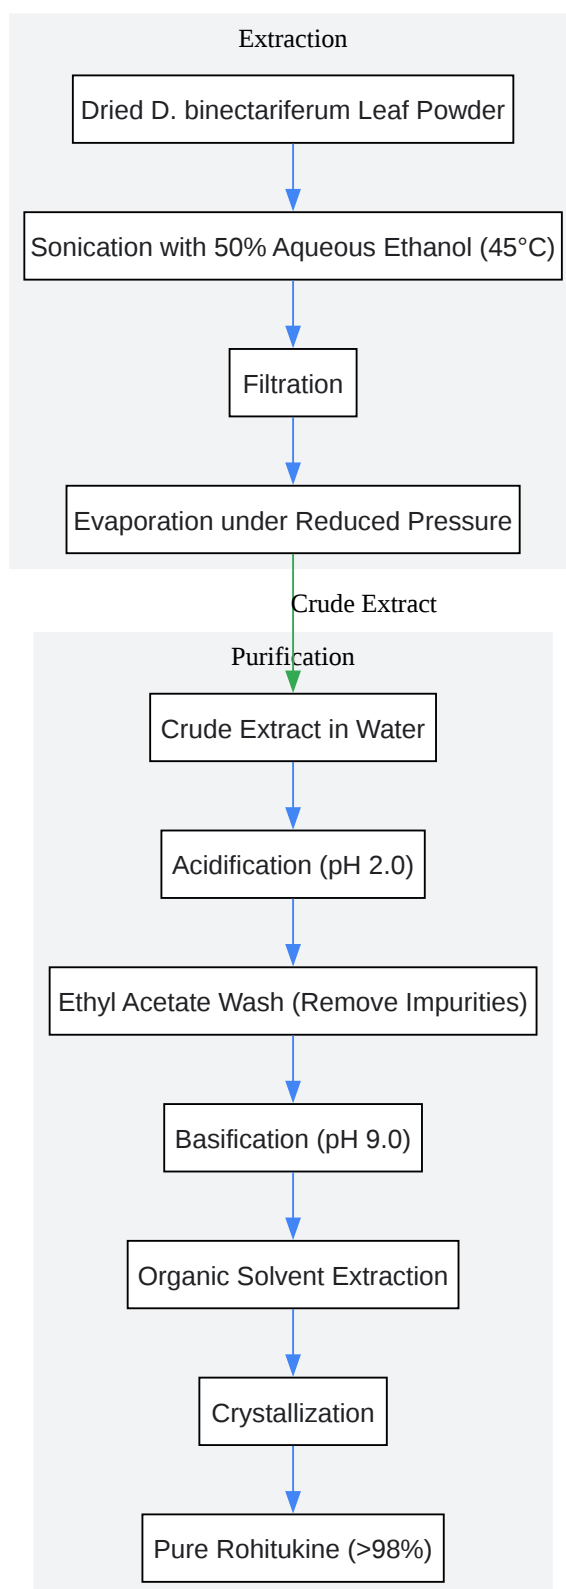 Extraction
Dried D. binectariferum Leaf Powder
Sonication with 50% Aqueous Ethanol (45°C)
Filtration
Evaporation under Reduced Pressure
Crude Extract
Purification
Crude Extract in Water
Acidification (pH 2.0)
Ethyl Acetate Wash (Remove Impurities)
Basification (pH 9.0)
Organic Solvent Extraction
Crystallization
Pure Rohitukine (>98%)